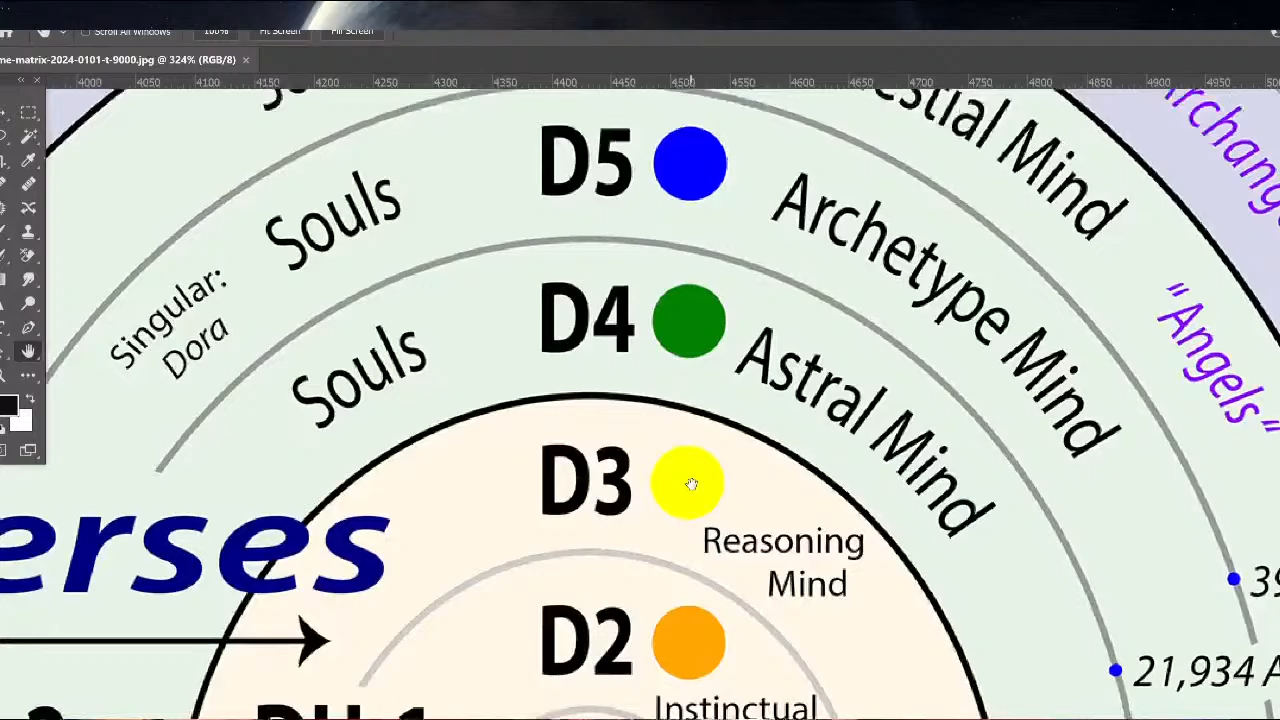 Scroll All Windows 100% Fit Screen Fill Screen
me-matrix-2024-0101-t-9000.jpg @ 324% (RGB/8) ×
4000 4050 4100 4150 4200 4250 4300 4350 4400 4450 4500 4550 4600 4650 4700 4750 4800 4850 4900 4950
estial Mind
D5
Souls
Archetype Mind
Singular:
Dora
"Angels"
D4
Souls
Astral Mind
D3
Reasoning
Mind
erses
D2
21,934
Instinctual